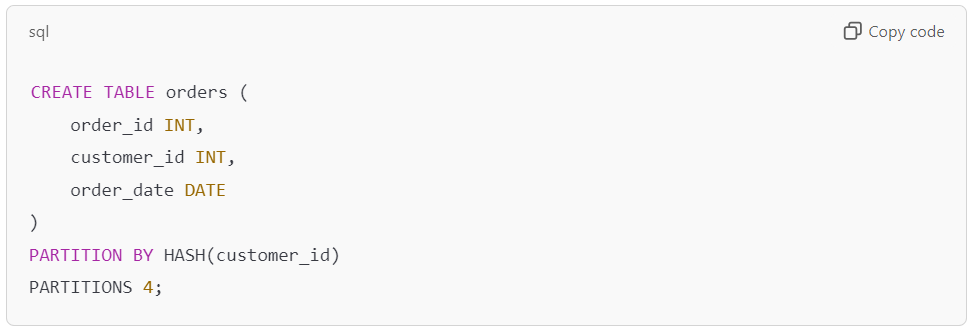 sql
Copy code
CREATE TABLE orders (
    order_id INT,
    customer_id INT,
    order_date DATE
)
PARTITION BY HASH(customer_id)
PARTITIONS 4;